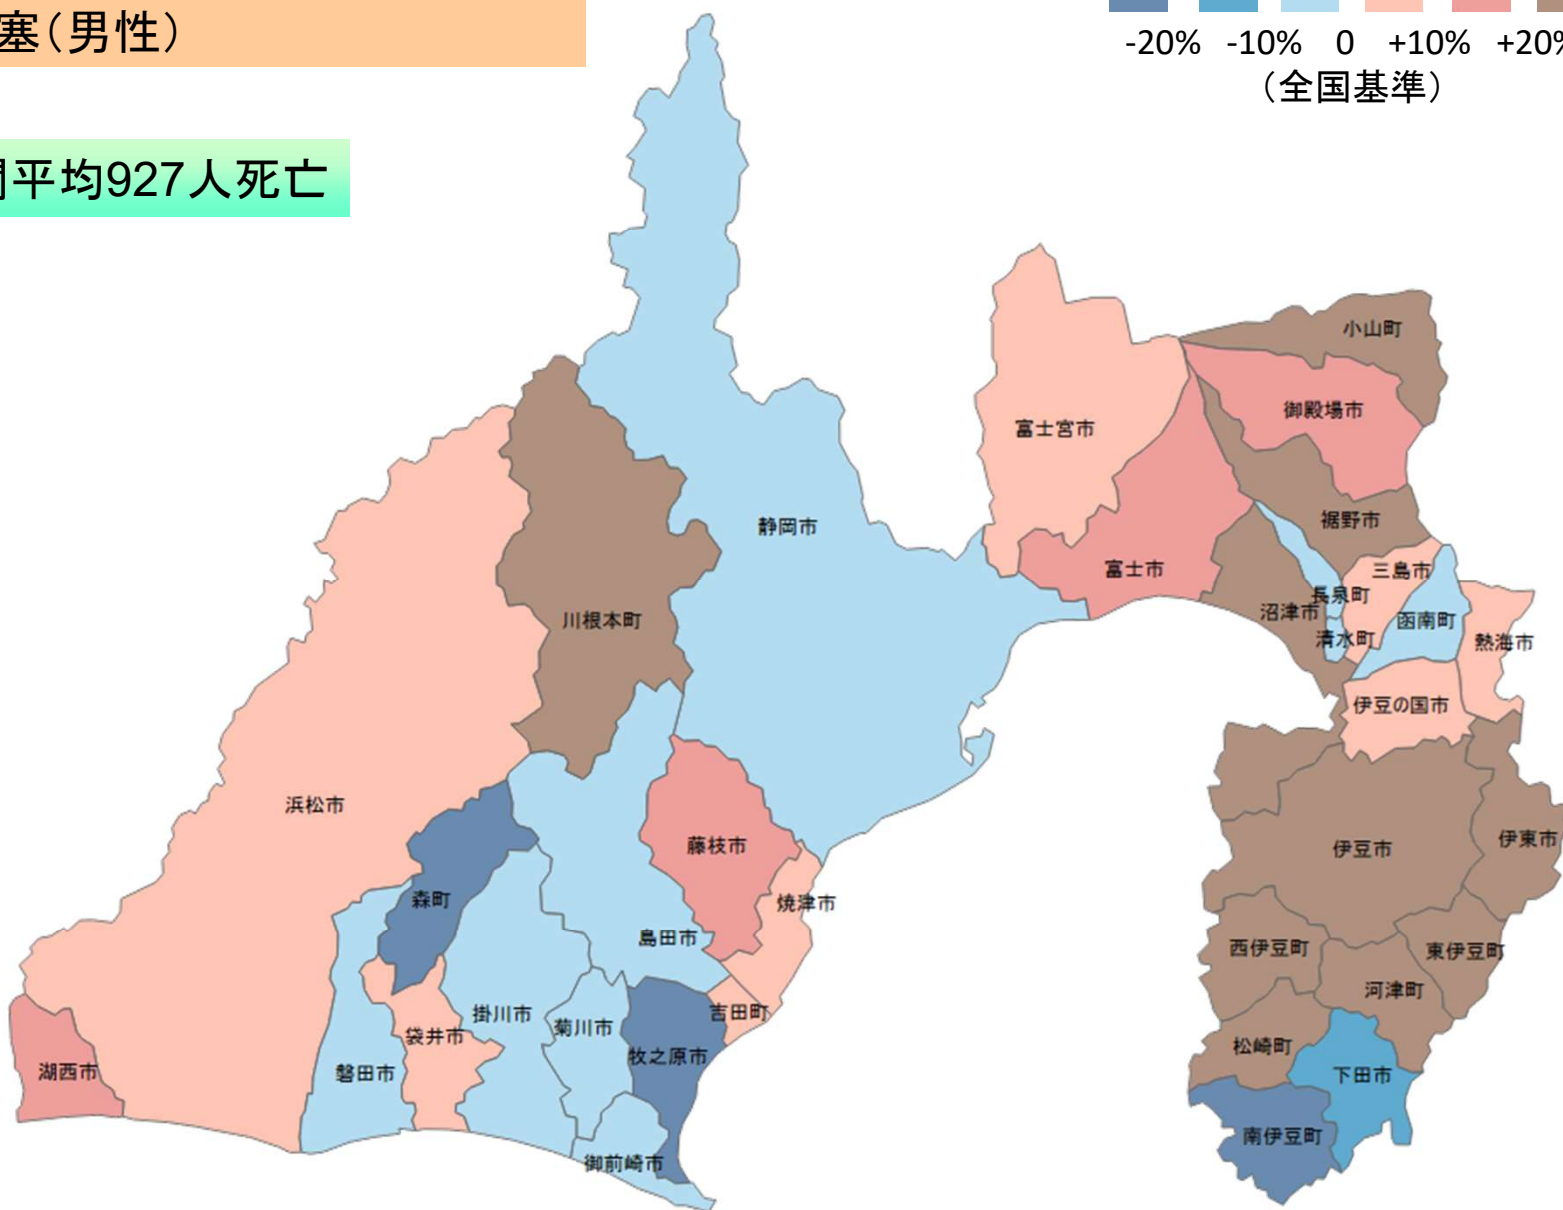 塞（男性）
-20% -10% 0 +10% +20%
（全国基準）
平均927人死亡
小山町
御殿場市
富士宮市
裾野市
静岡市
富士市
三島市
長泉町
沼津市
川根本町
函南町
清水町
熱海市
伊豆の国市
浜松市
伊東市
藤枝市
伊豆市
森町
焼津市
島田市
西伊豆町
東伊豆町
河津町
吉田町
掛川市
菊川市
袋井市
松崎町
牧之原市
湖西市
磐田市
下田市
南伊豆町
御前崎市